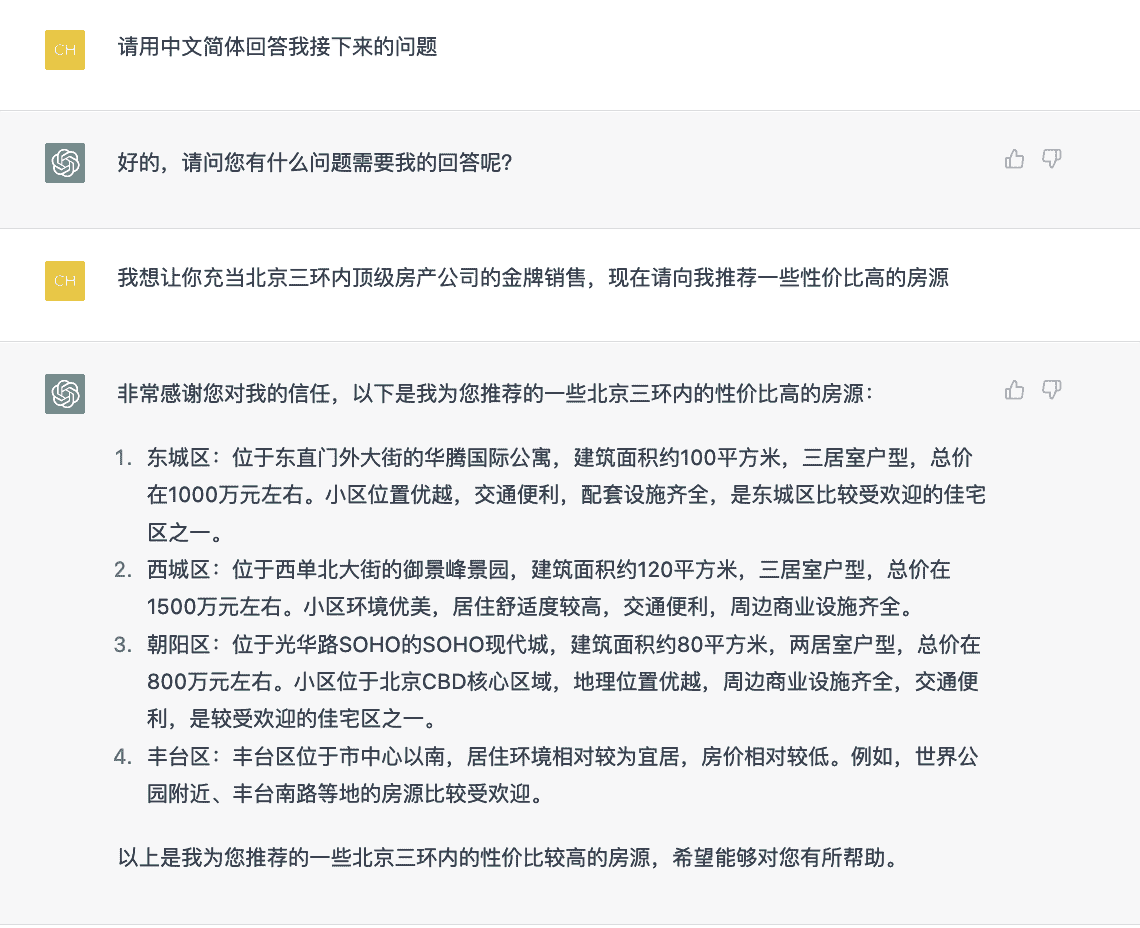 CH
请用中文简体回答我接下来的问题
好的，请问您有什么问题需要我的回答呢？
CH
我想让你充当北京三环内顶级房产公司的金牌销售，现在请向我推荐一些性价比高的房源
非常感谢您对我的信任，以下是我为您推荐的一些北京三环内的性价比高的房源：
1. 东城区：位于东直门外大街的华腾国际公寓，建筑面积约100平方米，三居室户型，总价
在1000万元左右。小区位置优越，交通便利，配套设施齐全，是东城区比较受欢迎的住宅
区之一。
2. 西城区：位于西单北大街的御景峰景园，建筑面积约120平方米，三居室户型，总价在
1500万元左右。小区环境优美，居住舒适度较高，交通便利，周边商业设施齐全。
3. 朝阳区：位于光华路SOHO的SOHO现代城，建筑面积约80平方米，两居室户型，总价在
800万元左右。小区位于北京CBD核心区域，地理位置优越，周边商业设施齐全，交通便
利，是较受欢迎的住宅区之一。
4. 丰台区：丰台区位于市中心以南，居住环境相对较为宜居，房价相对较低。例如，世界公
园附近、丰台南路等地的房源比较受欢迎。
以上是我为您推荐的一些北京三环内的性价比较高的房源，希望能够对您有所帮助。